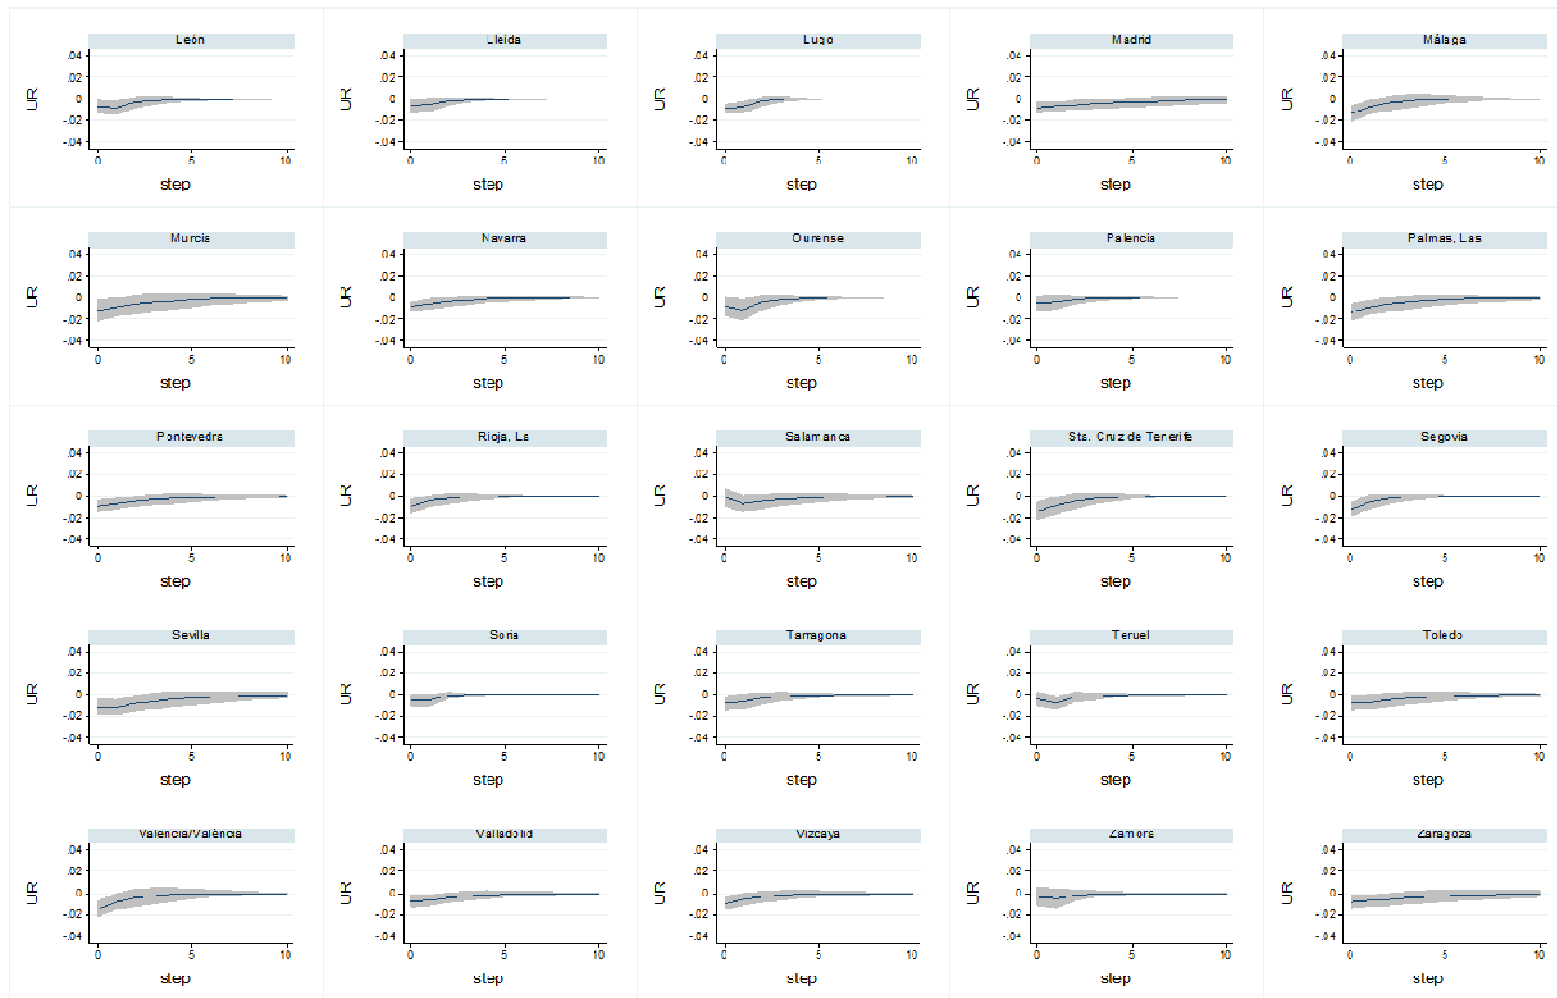 León Lleida Lugo Madrid Málaga
.04 .04 .04 .04 .04
.02 .02 .02 .02 .02
UR 0 UR 0 UR 0 UR 0 UR 0
-.02 -.02 -.02 -.02 -.02
-.04 -.04 -.04 -.04 -.04
0 5 10 0 5 10 0 5 10 0 5 10 0 5 10
step step step step step
Murcia Navarra Ourense Palencia Palmas, Las
.04 .04 .04 .04 .04
.02 .02 .02 .02 .02
UR 0 UR 0 UR 0 UR 0 UR 0
-.02 -.02 -.02 -.02 -.02
-.04 -.04 -.04 -.04 -.04
0 5 10 0 5 10 0 5 10 0 5 10 0 5 10
step step step step step
Pontevedra Rioja, La Salamanca Sta. Cruz de Tenerife Segovia
.04 .04 .04 .04 .04
.02 .02 .02 .02 .02
UR 0 UR 0 UR 0 UR 0 UR 0
-.02 -.02 -.02 -.02 -.02
-.04 -.04 -.04 -.04 -.04
0 5 10 0 5 10 0 5 10 0 5 10 0 5 10
step step step step step
Sevilla Soria Tarragona Teruel Toledo
.04 .04 .04 .04 .04
.02 .02 .02 .02 .02
UR 0 UR 0 UR 0 UR 0 UR 0
-.02 -.02 -.02 -.02 -.02
-.04 -.04 -.04 -.04 -.04
0 5 10 0 5 10 0 5 10 0 5 10 0 5 10
step step step step step
Valencia/València Valladolid Vizcaya Zamora Zaragoza
.04 .04 .04 .04 .04
.02 .02 .02 .02 .02
UR 0 UR 0 UR 0 UR 0 UR 0
-.02 -.02 -.02 -.02 -.02
-.04 -.04 -.04 -.04 -.04
0 5 10 0 5 10 0 5 10 0 5 10 0 5 10
step step step step step